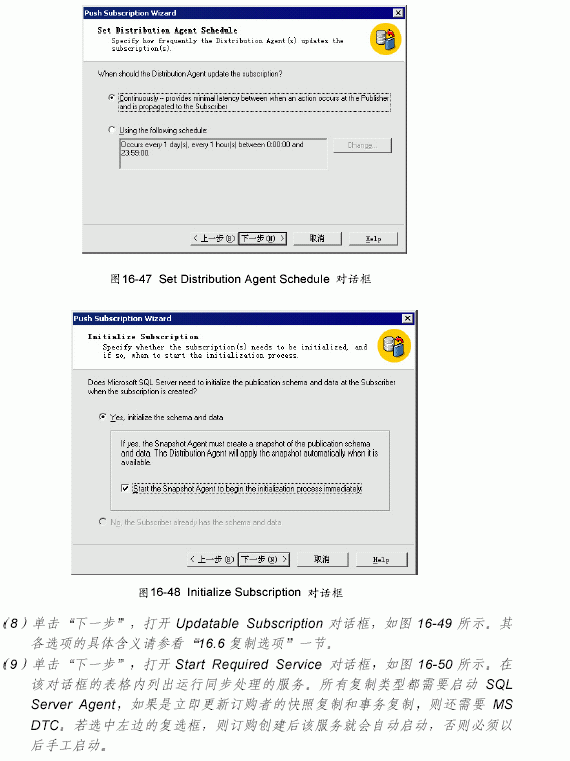 Push Subscription Wizard
Set Distribution Agent Schedule
Specify how frequently the Distribution Agent(s) updates the
subscription(s).
When should the Distribution Agent update the subscription?
Continuously – provides minimal latency between when an action occurs at the Publisher
and is propagated to the Subscriber
Using the following schedule:
Occurs every 1 day(s), every 1 hour(s) between 0:00:00 and
23:59:00.
Change...
< 上一步(B) 下一步(N) > 取消 Help
图16-47 Set Distribution Agent Schedule 对话框
Push Subscription Wizard
Initialize Subscription
Specify whether the subscription(s) needs to be initialized, and
if so, when to start the initialization process.
Does Microsoft SQL Server need to initialize the publication schema and data at the Subscriber
when the subscription is created?
Yes, initialize the schema and data
If yes, the Snapshot Agent must create a snapshot of the publication schema
and data. The Distribution Agent will apply the snapshot automatically when it is
available.
Start the Snapshot Agent to begin the initialization process immediately
No, the Subscriber already has the schema and data
< 上一步(B) 下一步(N) > 取消 Help
图16-48 Initialize Subscription 对话框
(8)单击“下一步”,打开 Updatable Subscription 对话框,如图 16-49 所示。其
各选项的具体含义请参看“16.6 复制选项”一节。
(9)单击“下一步”,打开 Start Required Service 对话框,如图 16-50 所示。在
该对话框的表格内列出运行同步处理的服务。所有复制类型都需要启动 SQL
Server Agent,如果是立即更新订购者的快照复制和事务复制,则还需要 MS
DTC。若选中左边的复选框,则订购创建后该服务就会自动启动,否则必须以
后手工启动。